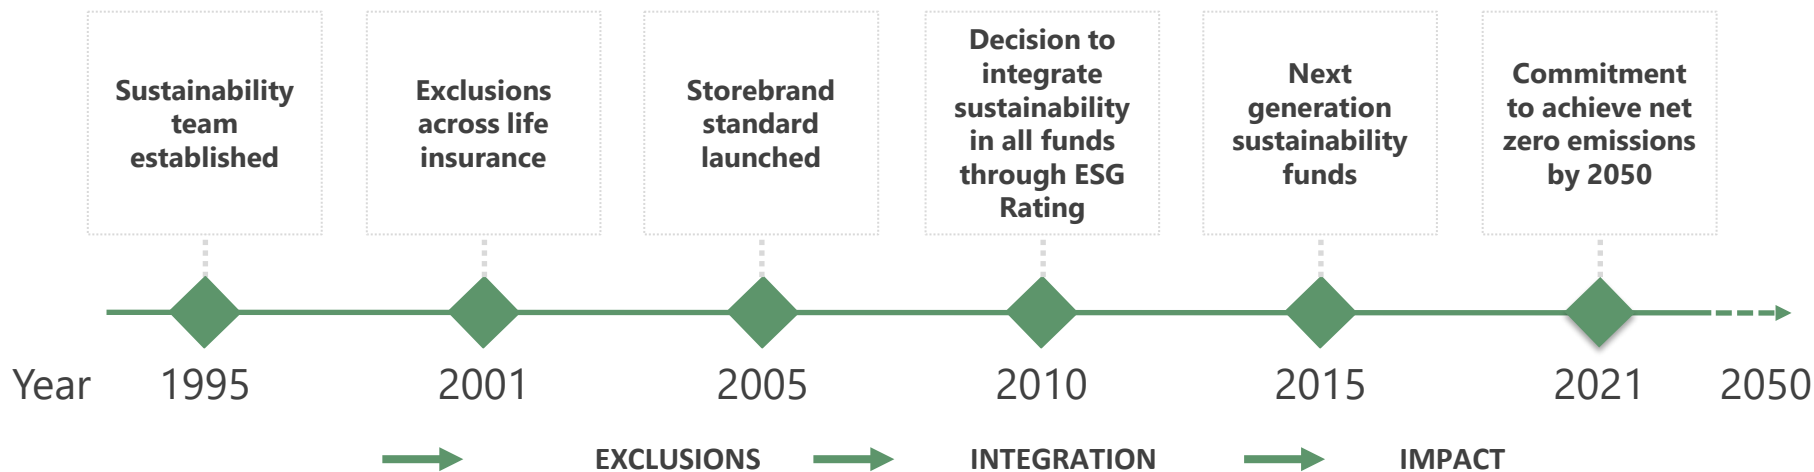 Sustainability
team
established
Exclusions
across life
insurance
Storebrand
standard
launched
Decision to
integrate
sustainability
in all funds
through ESG
Rating
Next
generation
sustainability
funds
Commitment
to achieve net
zero emissions
by 2050
Year 1995 2001 2005 2010 2015 2021 2050
EXCLUSIONS INTEGRATION IMPACT